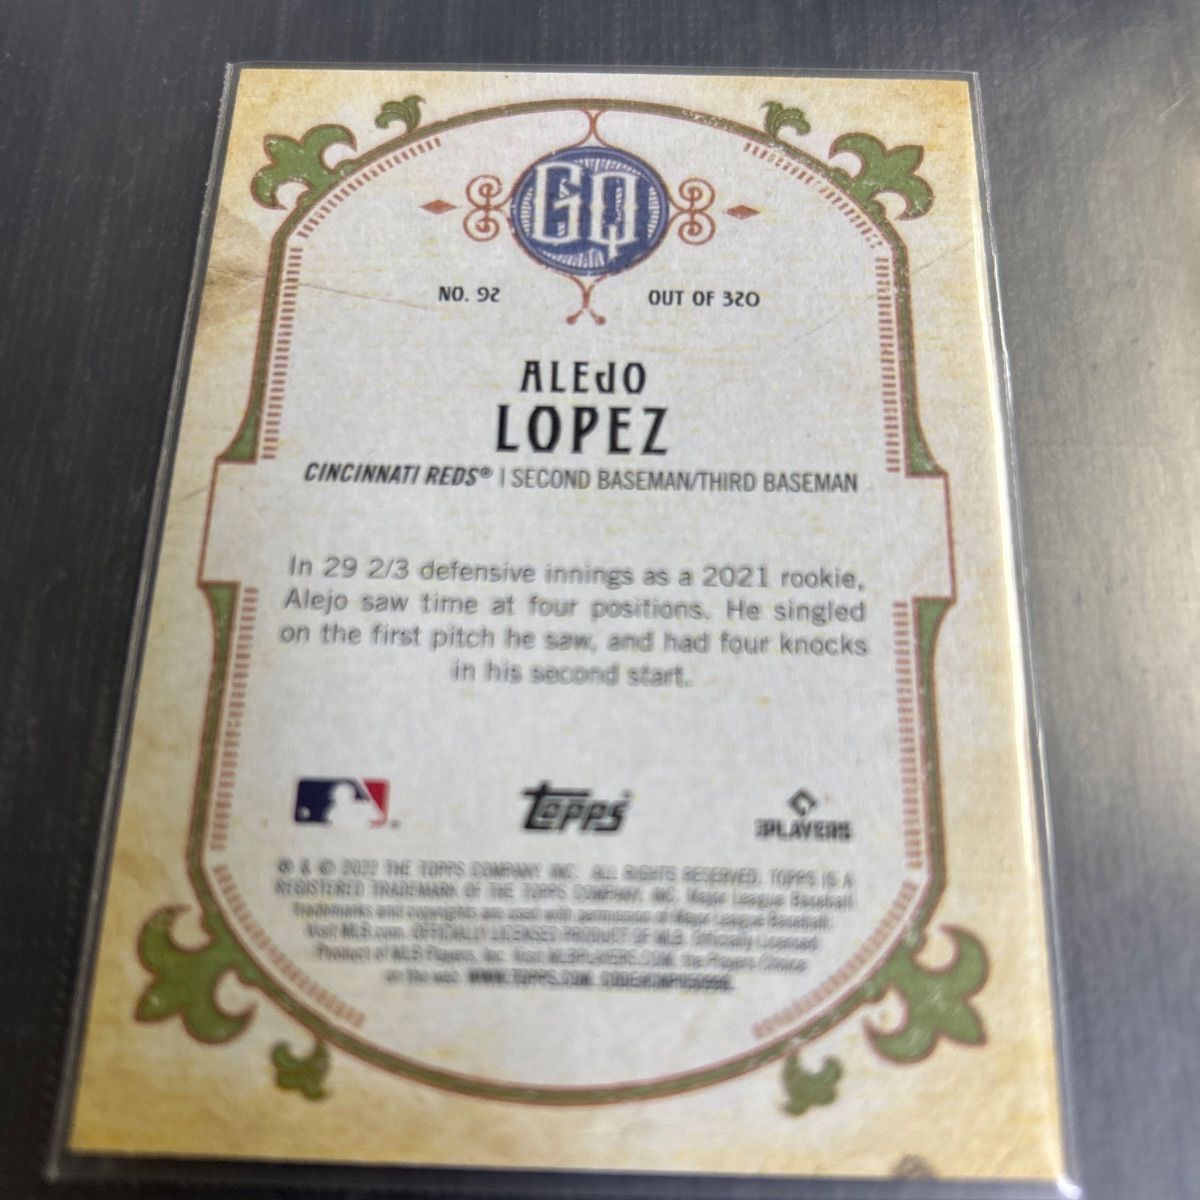 GQ
NO. 92 OUT OF 320
ALEJO
LOPEZ
CINCINNATI REDS® | SECOND BASEMAN/THIRD BASEMAN
In 29 2/3 defensive innings as a 2021 rookie,
Alejo saw time at four positions. He singled
on the first pitch he saw, and had four knocks
in his second start.
Topps PLAYERS
® & © 2022 THE TOPPS COMPANY, INC. ALL RIGHTS RESERVED. TOPPS IS A
REGISTERED TRADEMARK OF THE TOPPS COMPANY, INC. Major League Baseball
trademarks and copyrights are used with permission of Major League Baseball.
Visit MLB.com. OFFICIALLY LICENSED PRODUCT OF MLB. Officially Licensed
Product of MLB Players, Inc. Visit MLBPLAYERS.COM, the Players Choice
on the web. WWW.TOPPS.COM.